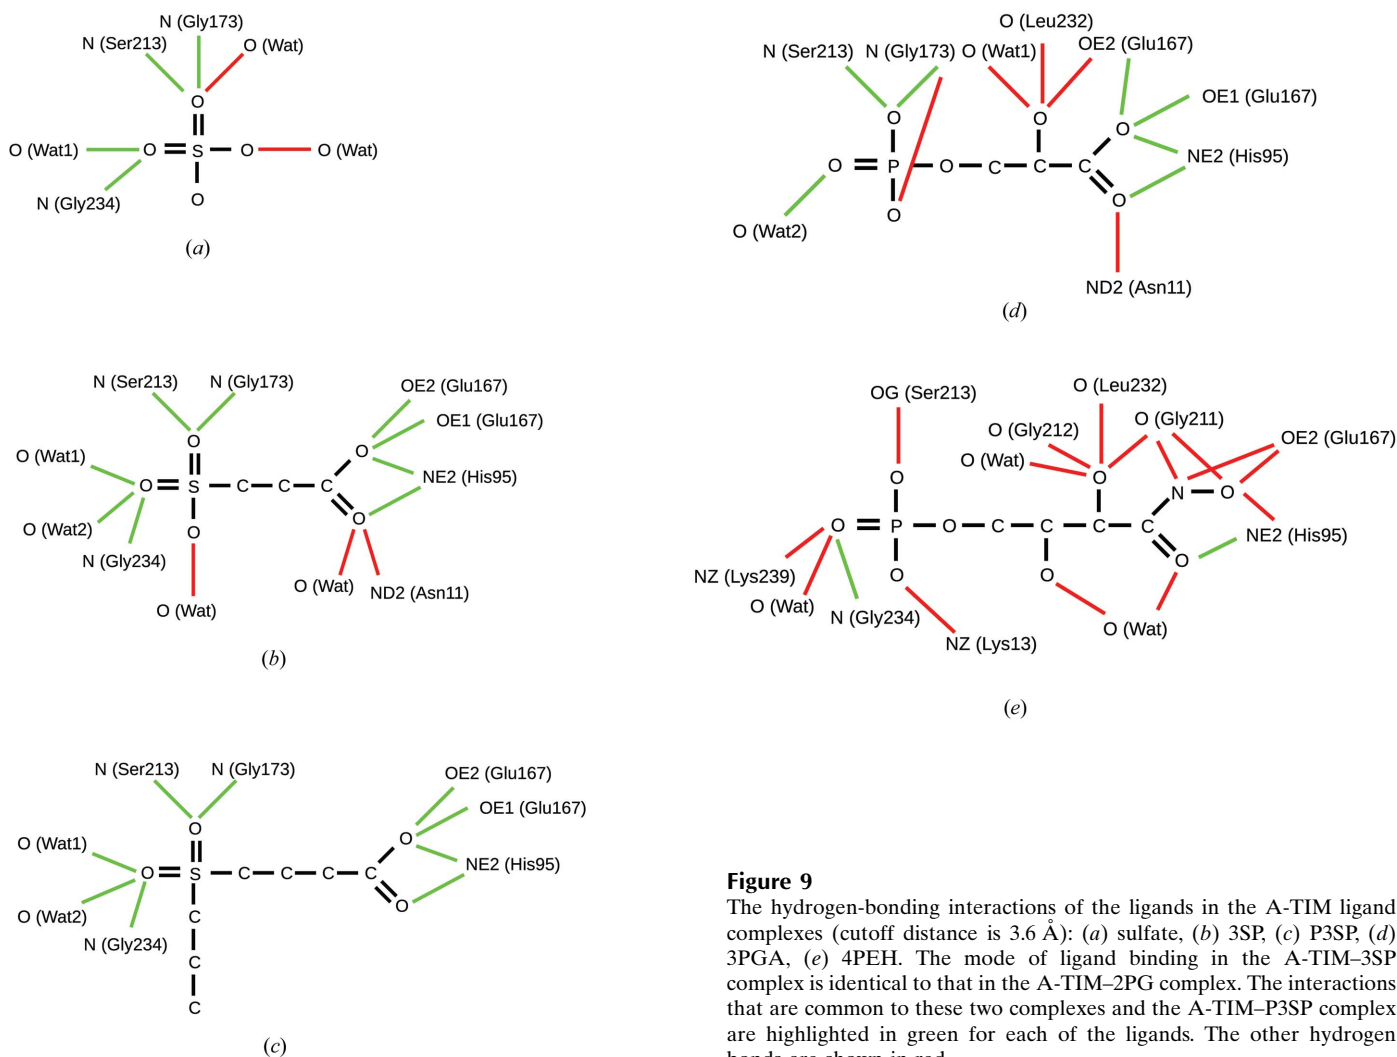 N (Gly173)
N (Ser213)
O (Wat)
O
O (Wat1)
O
S
O
O (Wat)
N (Gly234)
O
(a)
N (Ser213)
N (Gly173)
OE2 (Glu167)
OE1 (Glu167)
O
O
O (Wat1)
NE2 (His95)
O
S
C
C
C
O
O (Wat2)
O
N (Gly234)
O (Wat)
ND2 (Asn11)
O (Wat)
(b)
N (Ser213)
N (Gly173)
OE2 (Glu167)
OE1 (Glu167)
O
O
O (Wat1)
NE2 (His95)
O
S
C
C
C
C
O
O (Wat2)
C
N (Gly234)
C
C
(c)
O (Leu232)
N (Ser213)
N (Gly173)
O (Wat1)
OE2 (Glu167)
OE1 (Glu167)
O
O
O
NE2 (His95)
O
P
O
C
C
C
O
O
O (Wat2)
ND2 (Asn11)
(d)
O (Leu232)
OG (Ser213)
O (Gly211)
O (Gly212)
OE2 (Glu167)
O (Wat)
O
O
N
O
O
P
O
C
C
C
C
NE2 (His95)
O
NZ (Lys239)
O
O
O (Wat)
N (Gly234)
O (Wat)
NZ (Lys13)
(e)
Figure 9
The hydrogen-bonding interactions of the ligands in the A-TIM ligand
complexes (cutoff distance is 3.6 Å): (a) sulfate, (b) 3SP, (c) P3SP, (d)
3PGA, (e) 4PEH. The mode of ligand binding in the A-TIM–3SP
complex is identical to that in the A-TIM–2PG complex. The interactions
that are common to these two complexes and the A-TIM–P3SP complex
are highlighted in green for each of the ligands. The other hydrogen
bonds are shown in red.